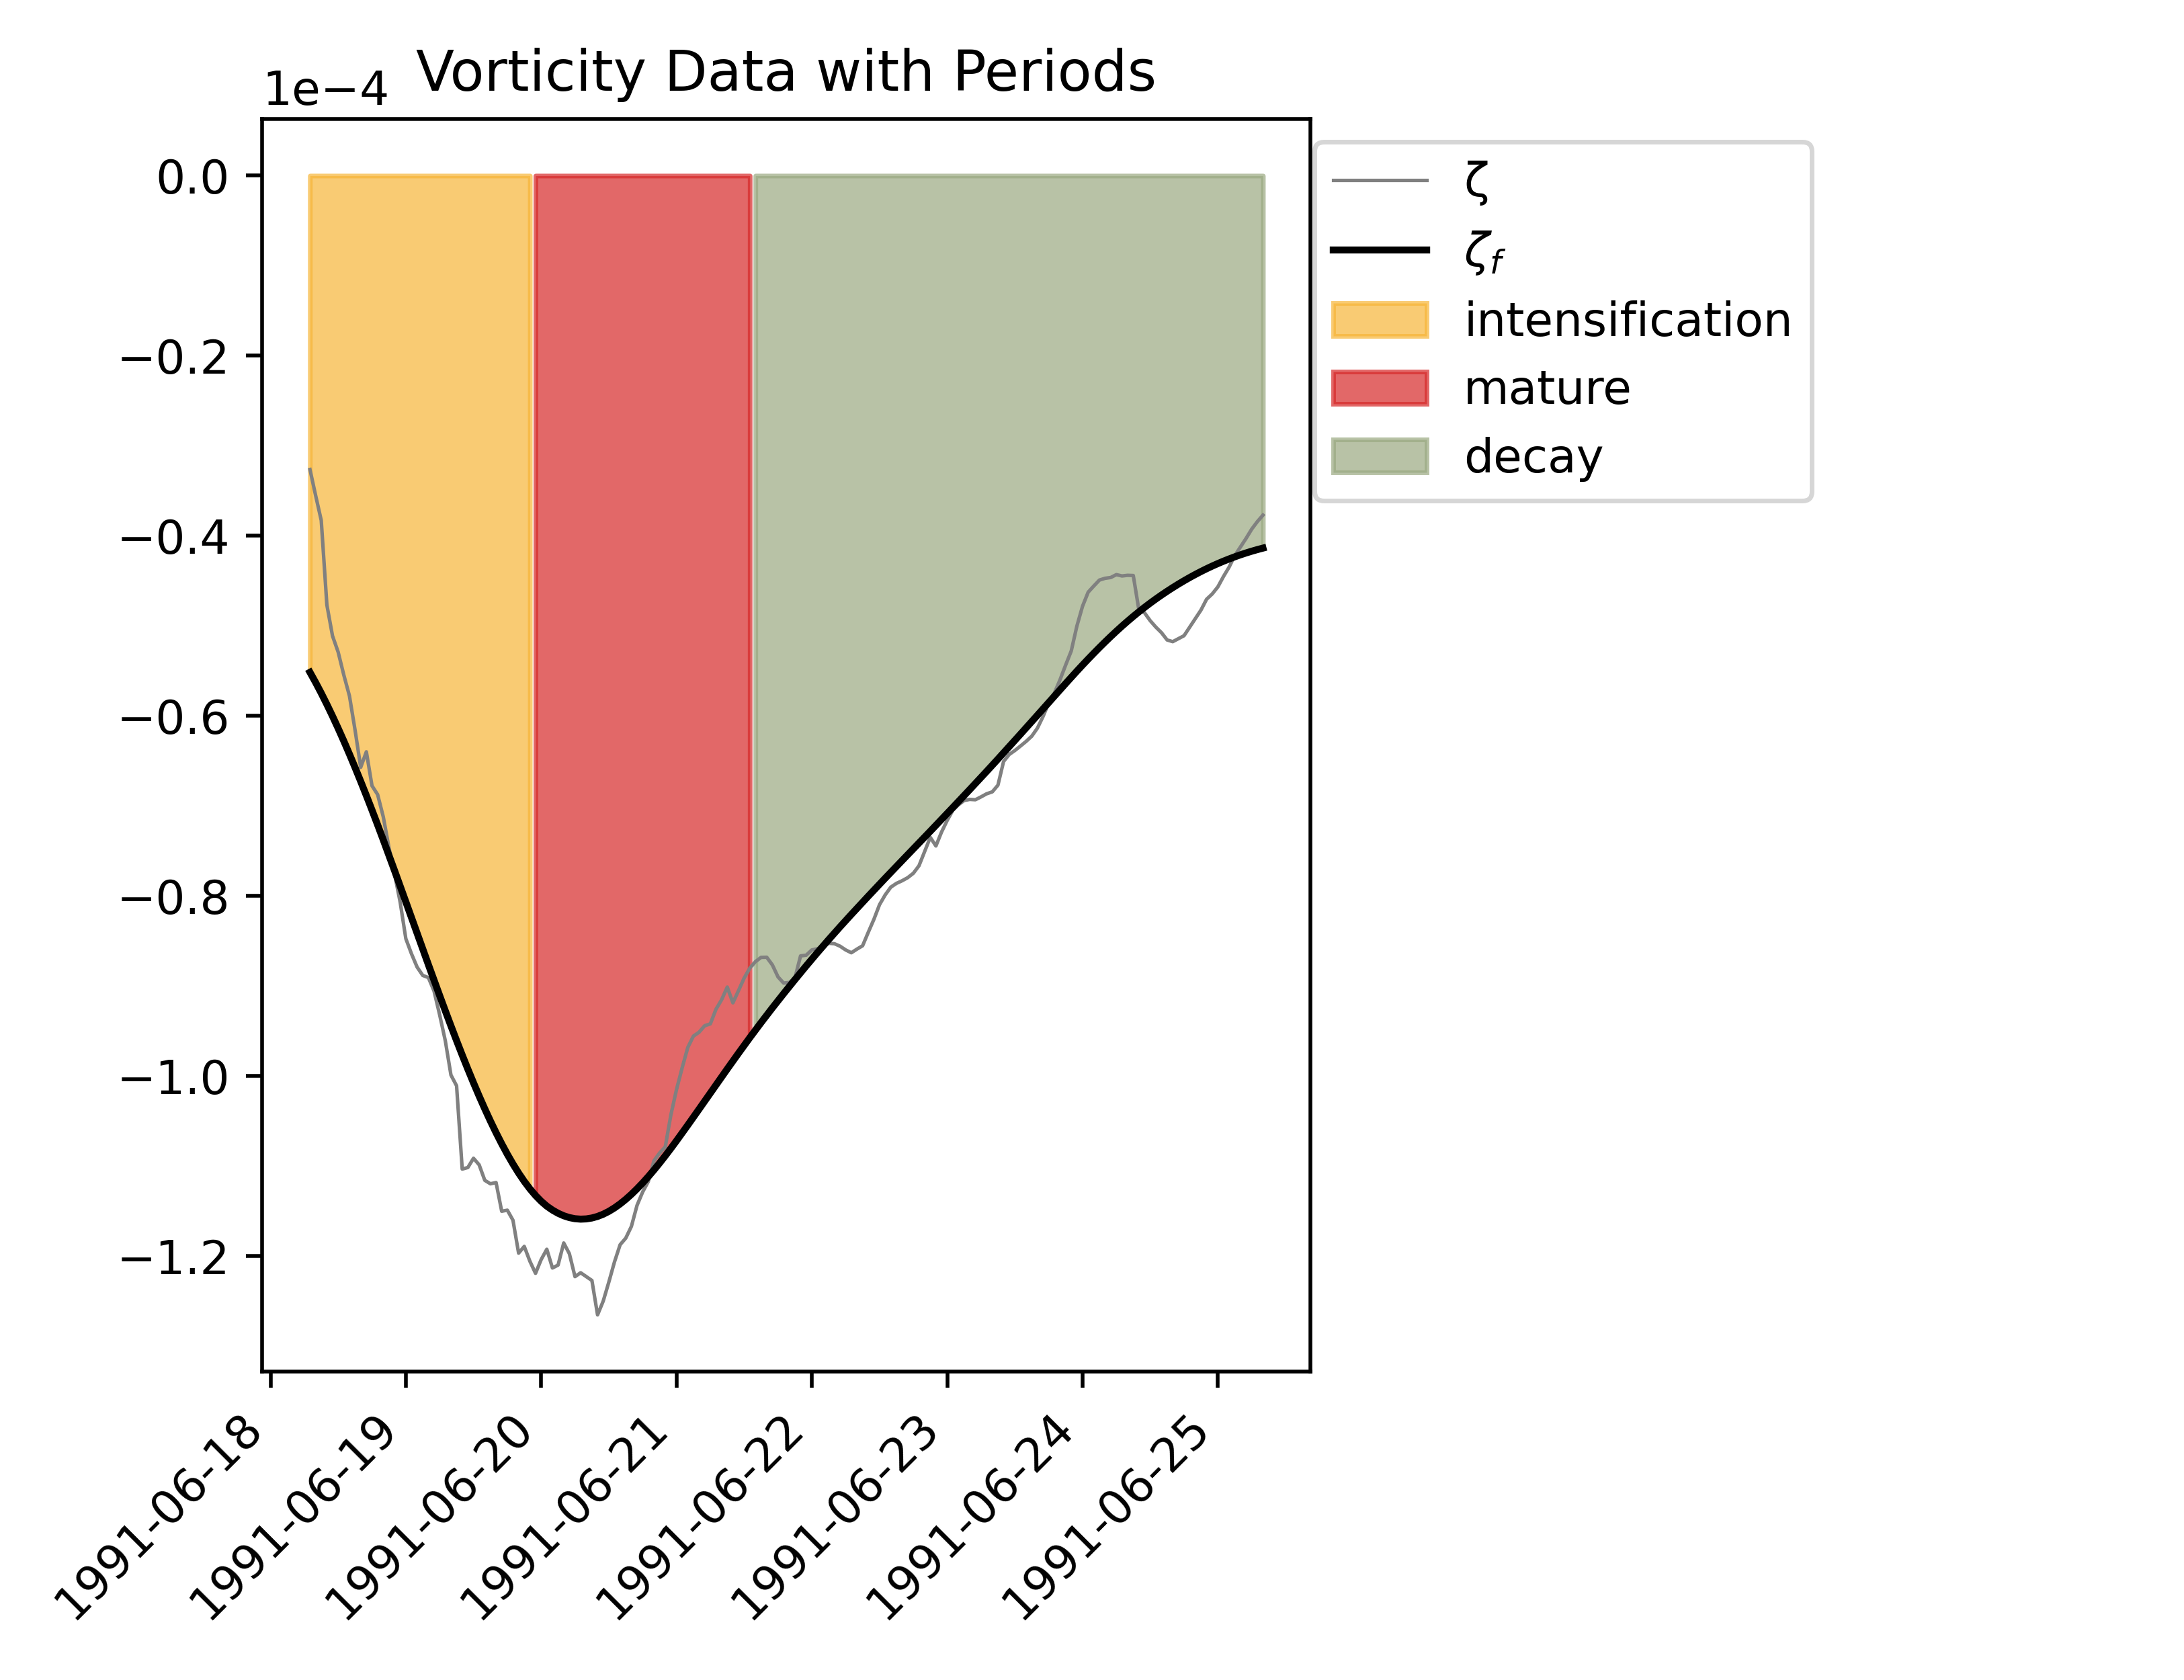 Vorticity Data with Periods
1e−4
0.0
−0.2
−0.4
−0.6
−0.8
−1.0
−1.2
1991-06-18
1991-06-19
1991-06-20
1991-06-21
1991-06-22
1991-06-23
1991-06-24
1991-06-25
ζ
ζf
intensification
mature
decay